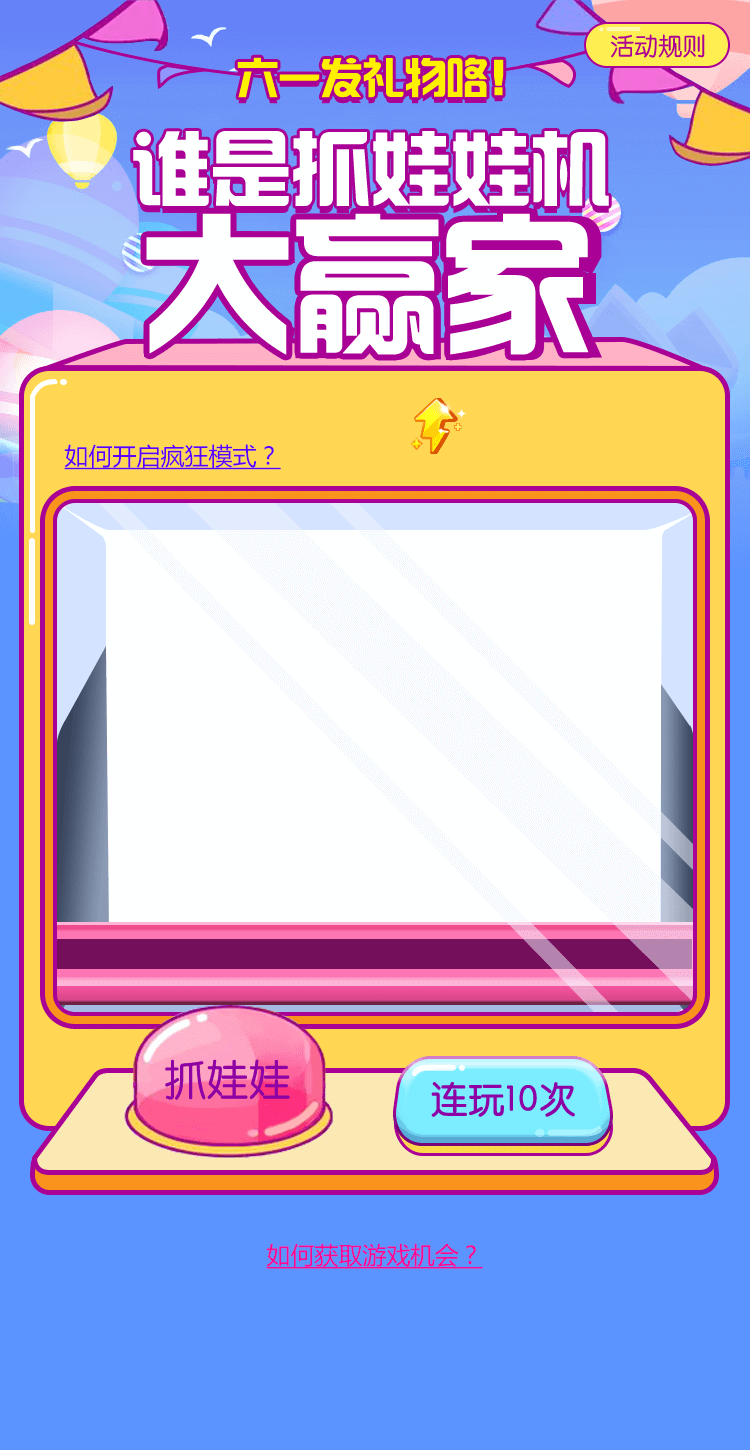 活动规则
六一发礼物咯!
谁是抓娃娃机
大赢家
如何开启疯狂模式？
抓娃娃
连玩10次
如何获取游戏机会？